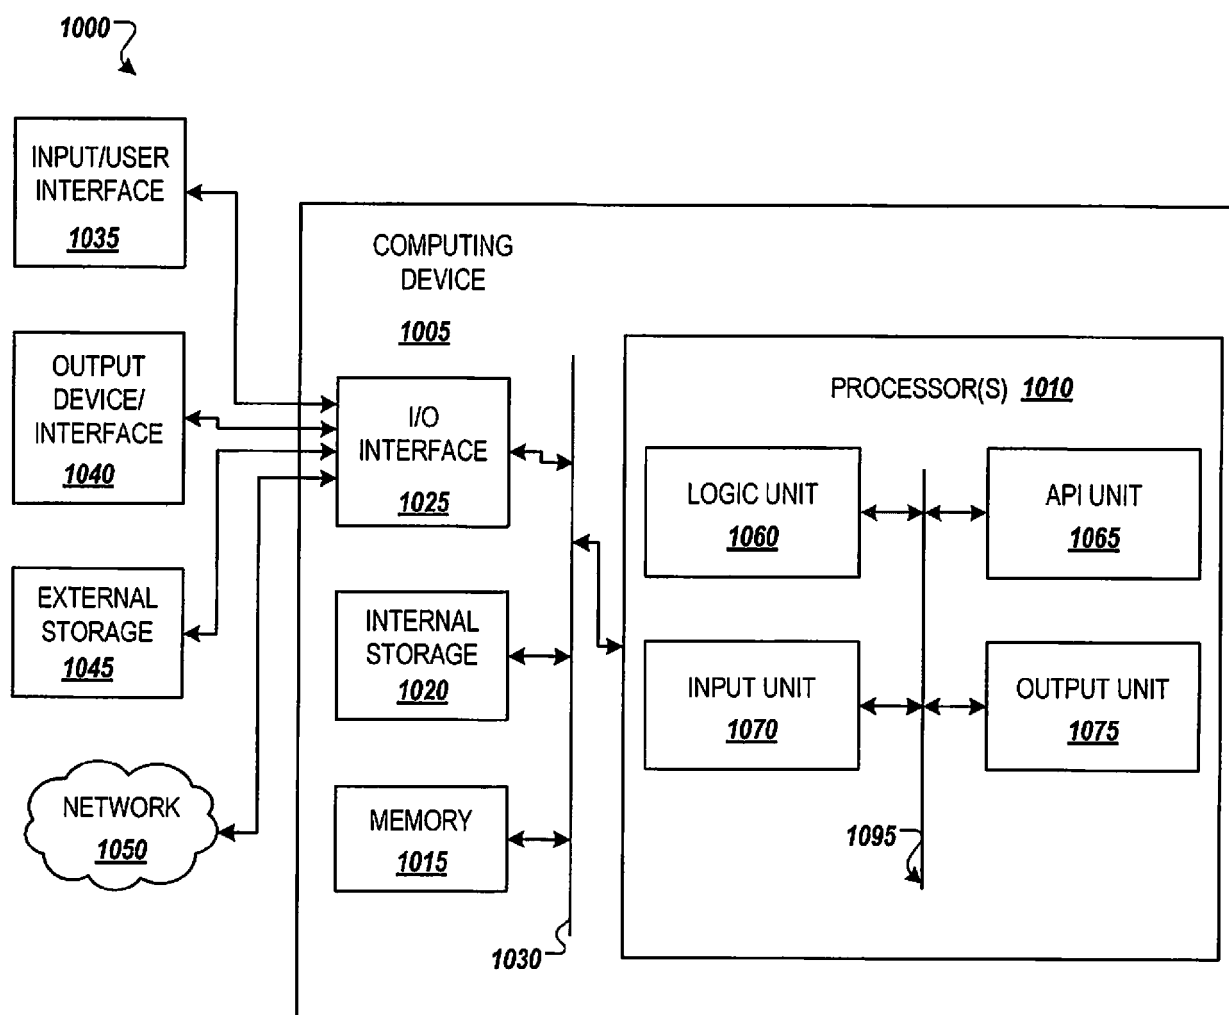 1000
INPUT/USER
INTERFACE
1035
COMPUTING
DEVICE
1005
OUTPUT
DEVICE/
INTERFACE
1040
I/O
INTERFACE
1025
PROCESSOR(S) 1010
LOGIC UNIT
1060
API UNIT
1065
EXTERNAL
STORAGE
1045
INTERNAL
STORAGE
1020
INPUT UNIT
1070
OUTPUT UNIT
1075
NETWORK
1050
MEMORY
1015
1095
1030